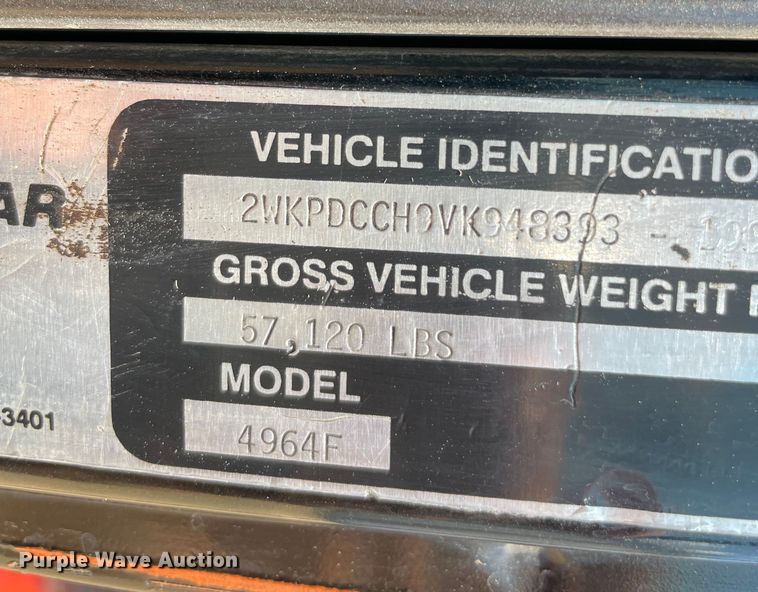 VEHICLE IDENTIFICATIO
2WKPDCCH9VK948393 - 199
AR
GROSS VEHICLE WEIGHT
57,120 LBS
MODEL
-3401
4964F
Purple Wave Auction